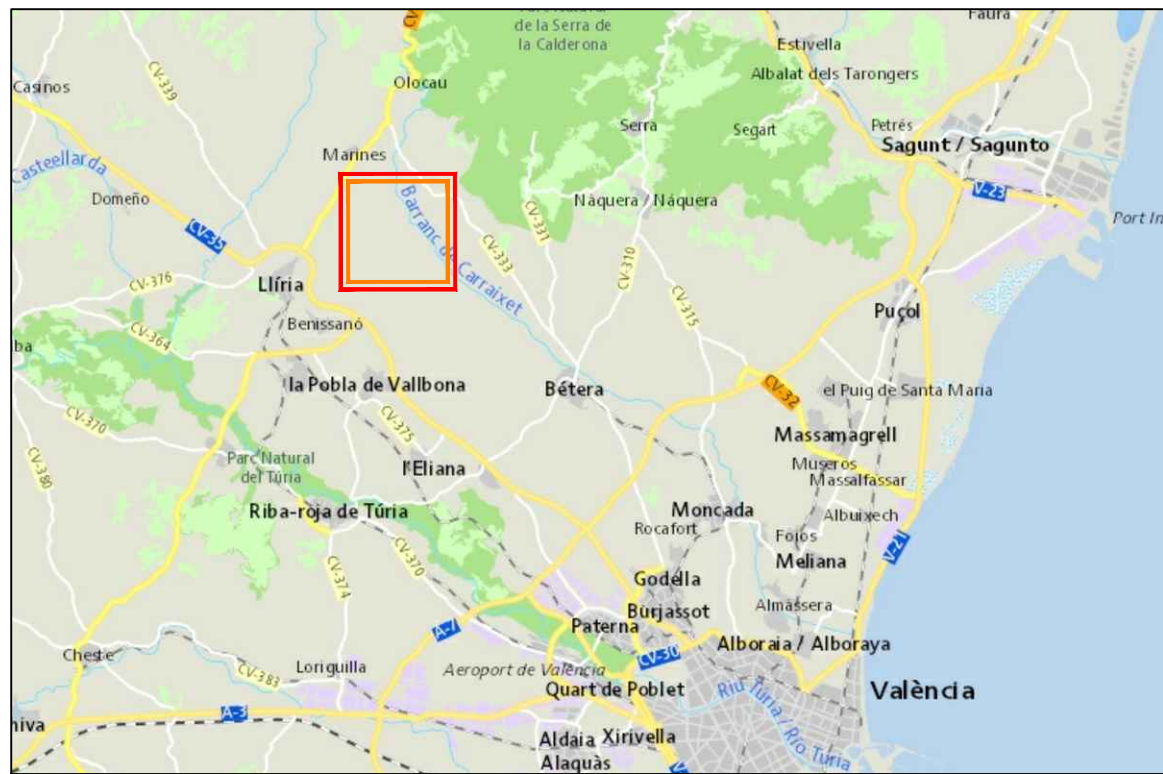 de la Serra de
la Calderona
Faura
Estivella
Casinos
CV-339
Olocau
Albalat dels Tarongers
Serra
Segart
Petrés
Sagunt / Sagunto
Marines
Casteellarda
Domeño
Nàquera / Náquera
V-23
Port In
CV-35
Barranc de Carraixet
CV-333
CV-331
CV-310
CV-376
Llíria
CV-315
Puçol
Benissanó
CV-364
ba
la Pobla de Vallbona
Bétera
CV-32
el Puig de Santa Maria
CV-370
CV-375
Massamagrell
CV-380
Parc Natural
del Túria
l'Eliana
Museros
Massalfassar
Riba-roja de Túria
Moncada
Rocafort
Albuixech
Foios
Meliana
V-21
CV-370
CV-374
Godella
Burjassot
Almàssera
A-7
Paterna
Alboraia / Alboraya
Cheste
Loriguilla
CV-383
Aeroport de València
CV-30
Quart de Poblet
Riu Túria / Río Turia
València
A-3
niva
Aldaia
Xirivella
Alaquàs